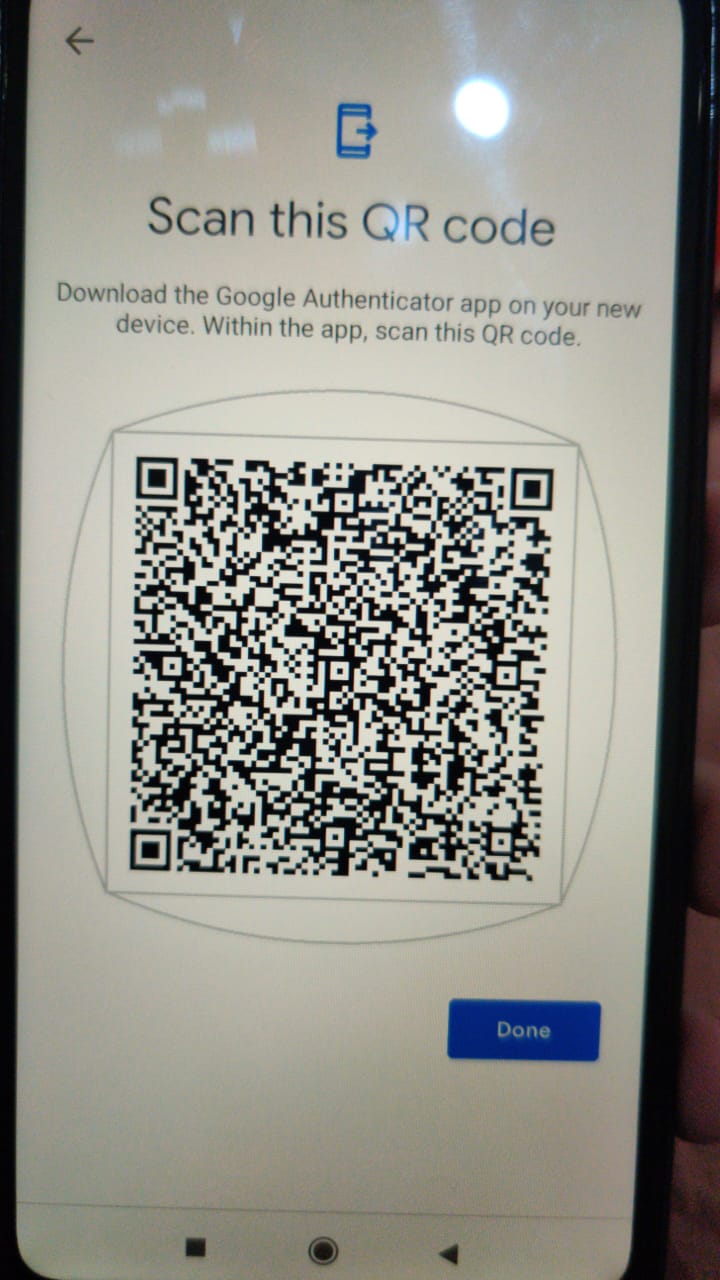 Scan this QR code
Download the Google Authenticator app on your new
device. Within the app, scan this QR code.
Done